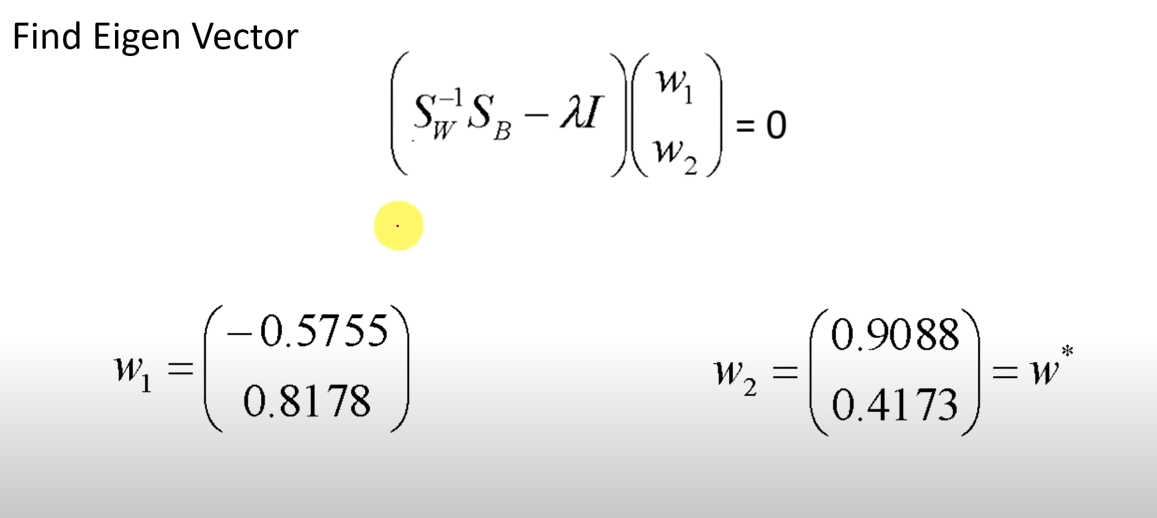 Find Eigen Vector
(S_W^{-1} S_B − λI) (w_1 w_2) = 0
w_1 = (−0.5755 0.8178)
w_2 = (0.9088 0.4173) = w^*